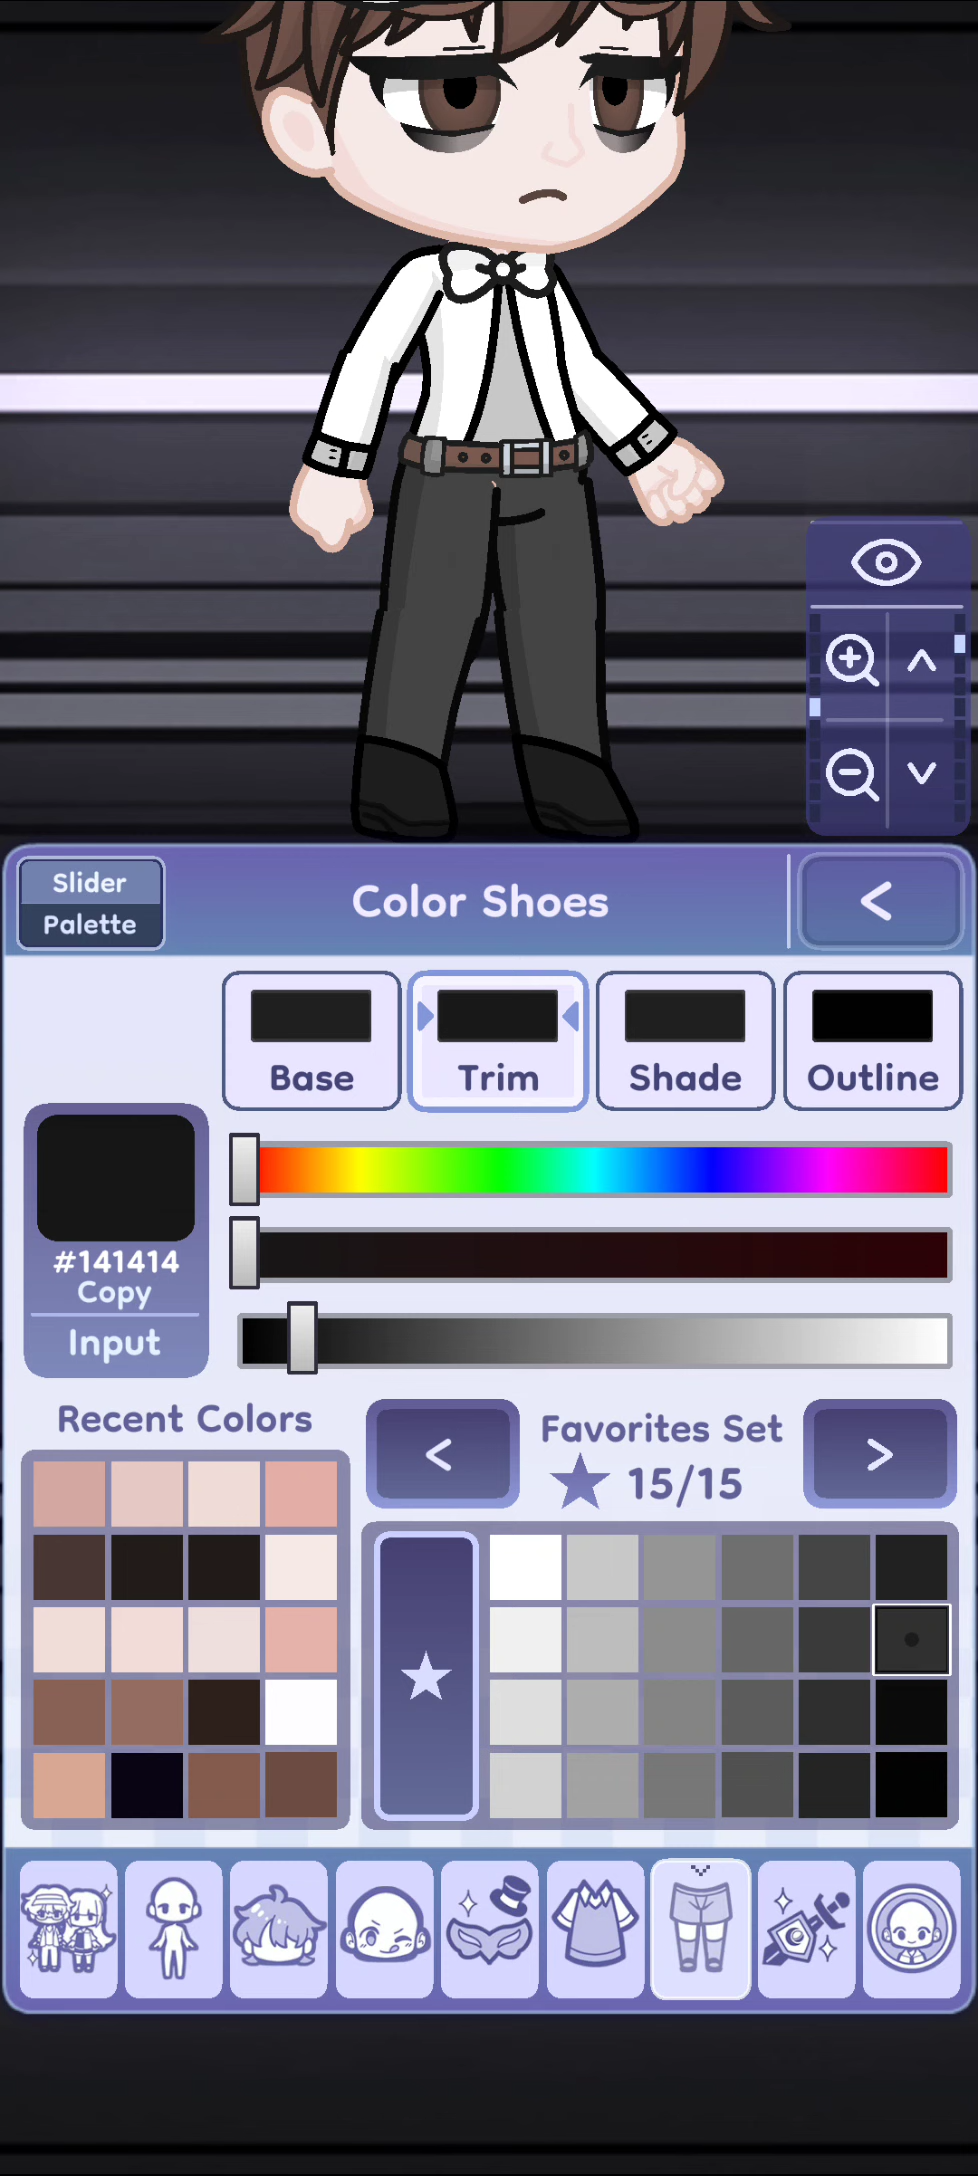 Slider
Palette
Color Shoes
<
Base
Trim
Shade
Outline
#141414
Copy
Input
Recent Colors
<
Favorites Set
15/15
>